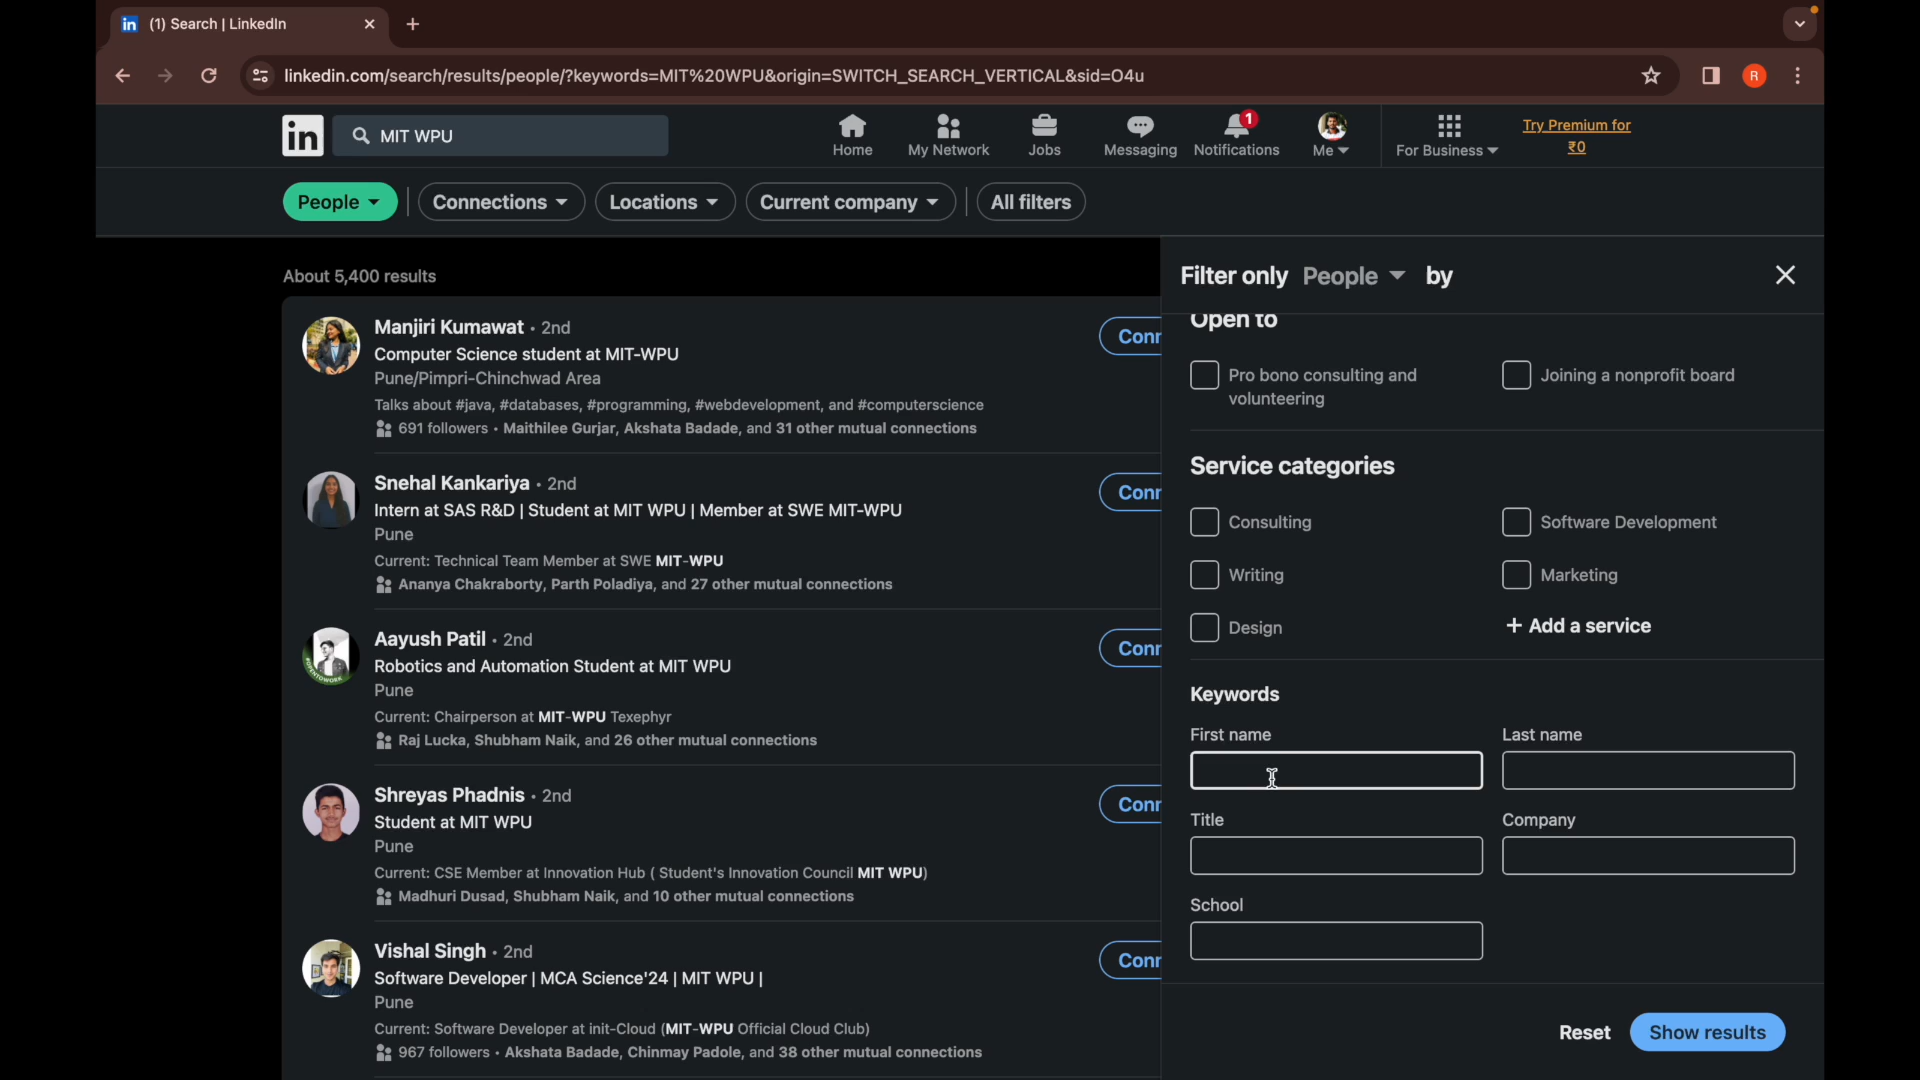 (1) Search | LinkedIn
linkedin.com/search/results/people/?keywords=MIT%20WPU&origin=SWITCH_SEARCH_VERTICAL&sid=O4u
R
in
MIT WPU
Home
My Network
Jobs
Messaging
1
Notifications
Me
For Business
Try Premium for
₹0
People
Connections
Locations
Current company
All filters
About 5,400 results
Manjiri Kumawat • 2nd
Computer Science student at MIT-WPU
Pune/Pimpri-Chinchwad Area
Talks about #java, #databases, #programming, #webdevelopment, and #computerscience
691 followers • Maithilee Gurjar, Akshata Badade, and 31 other mutual connections
Conn
Snehal Kankariya • 2nd
Intern at SAS R&D | Student at MIT WPU | Member at SWE MIT-WPU
Pune
Current: Technical Team Member at SWE MIT-WPU
Ananya Chakraborty, Parth Poladiya, and 27 other mutual connections
Conn
Aayush Patil • 2nd
Robotics and Automation Student at MIT WPU
Pune
Current: Chairperson at MIT-WPU Texephyr
Raj Lucka, Shubham Naik, and 26 other mutual connections
Conn
Shreyas Phadnis • 2nd
Student at MIT WPU
Pune
Current: CSE Member at Innovation Hub ( Student's Innovation Council MIT WPU)
Madhuri Dusad, Shubham Naik, and 10 other mutual connections
Conn
Vishal Singh • 2nd
Software Developer | MCA Science'24 | MIT WPU |
Pune
Current: Software Developer at init-Cloud (MIT-WPU Official Cloud Club)
967 followers • Akshata Badade, Chinmay Padole, and 38 other mutual connections
Conn
Filter only People by
Open to
Pro bono consulting and
volunteering
Joining a nonprofit board
Service categories
Consulting
Software Development
Writing
Marketing
Design
+ Add a service
Keywords
First name
Last name
Title
Company
School
Reset
Show results